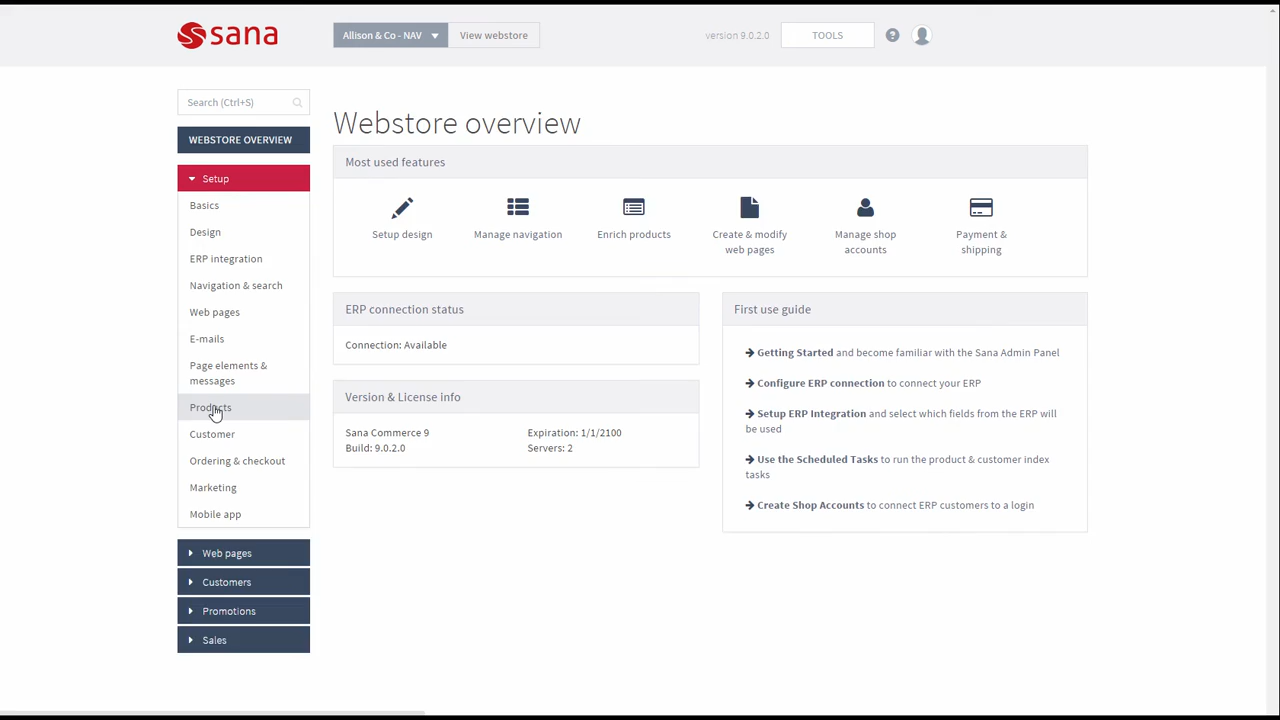 sana
Allison & Co - NAV
View webstore
version 9.0.2.0
TOOLS
?
Search (Ctrl+S)
WEBSTORE OVERVIEW
Setup
Basics
Design
ERP integration
Navigation & search
Web pages
E-mails
Page elements &
messages
Products
Customer
Ordering & checkout
Marketing
Mobile app
Web pages
Customers
Promotions
Sales
Webstore overview
Most used features
Setup design
Manage navigation
Enrich products
Create & modify
web pages
Manage shop
accounts
Payment &
shipping
ERP connection status
Connection: Available
Version & License info
Sana Commerce 9
Build: 9.0.2.0
Expiration: 1/1/2100
Servers: 2
First use guide
Getting Started and become familiar with the Sana Admin Panel
Configure ERP connection to connect your ERP
Setup ERP Integration and select which fields from the ERP will
be used
Use the Scheduled Tasks to run the product & customer index
tasks
Create Shop Accounts to connect ERP customers to a login